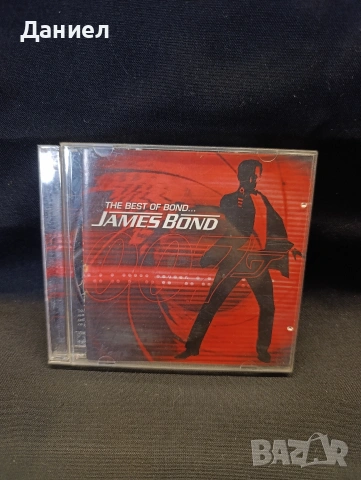 Даниел
THE BEST OF BOND...
JAMES BOND
007
BAZAR